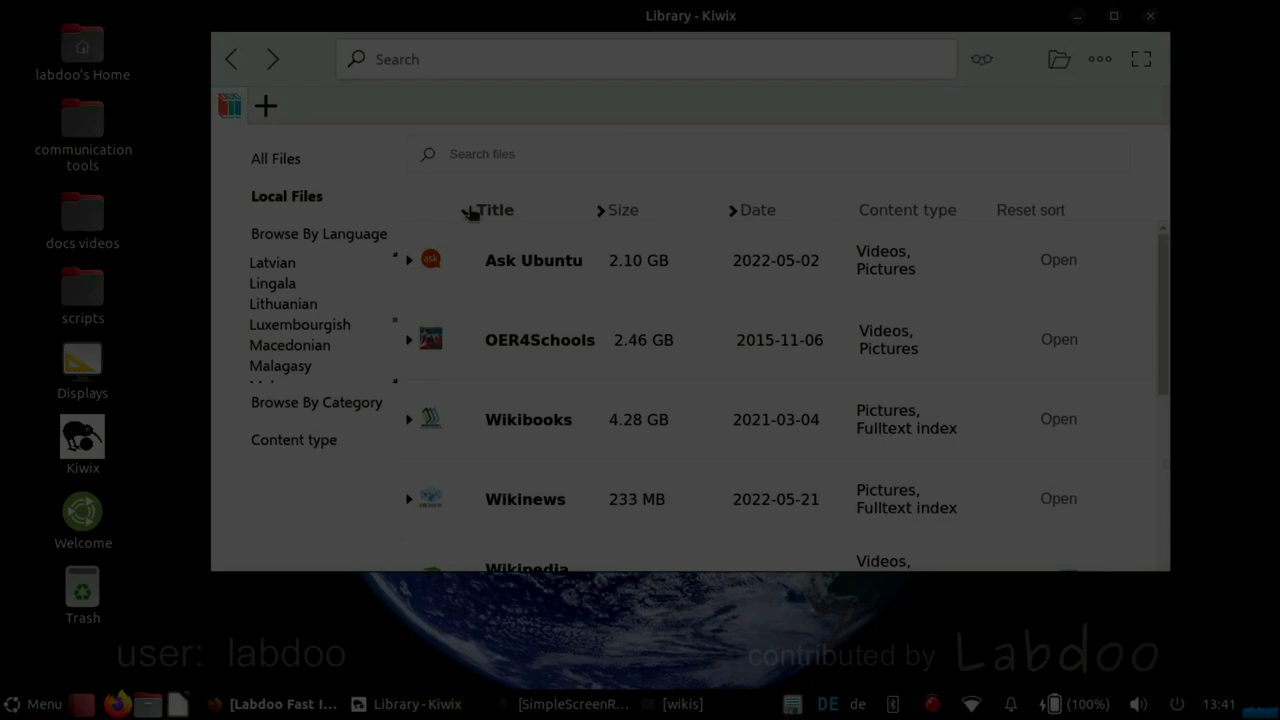 Library - Kiwix
labdoo's Home
communication
tools
docs videos
scripts
Displays
Kiwix
Welcome
Trash
Search
All Files
Local Files
Browse By Language
Latvian
Lingala
Lithuanian
Luxembourgish
Macedonian
Malagasy
Browse By Category
Content type
Search files
Title Size Date Content type Reset sort
ask
Ask Ubuntu 2.10 GB 2022-05-02 Videos, Open
Pictures
OER4Schools 2.46 GB 2015-11-06 Videos, Open
Pictures
Wikibooks 4.28 GB 2021-03-04 Pictures, Open
Fulltext index
Wikinews 233 MB 2022-05-21 Pictures, Open
Fulltext index
Wikipedia Videos,
user: labdoo
contributed by Labdoo
Menu [Labdoo Fast I... Library - Kiwix [SimpleScreenR... [wikis] DE de (100%) 13:41